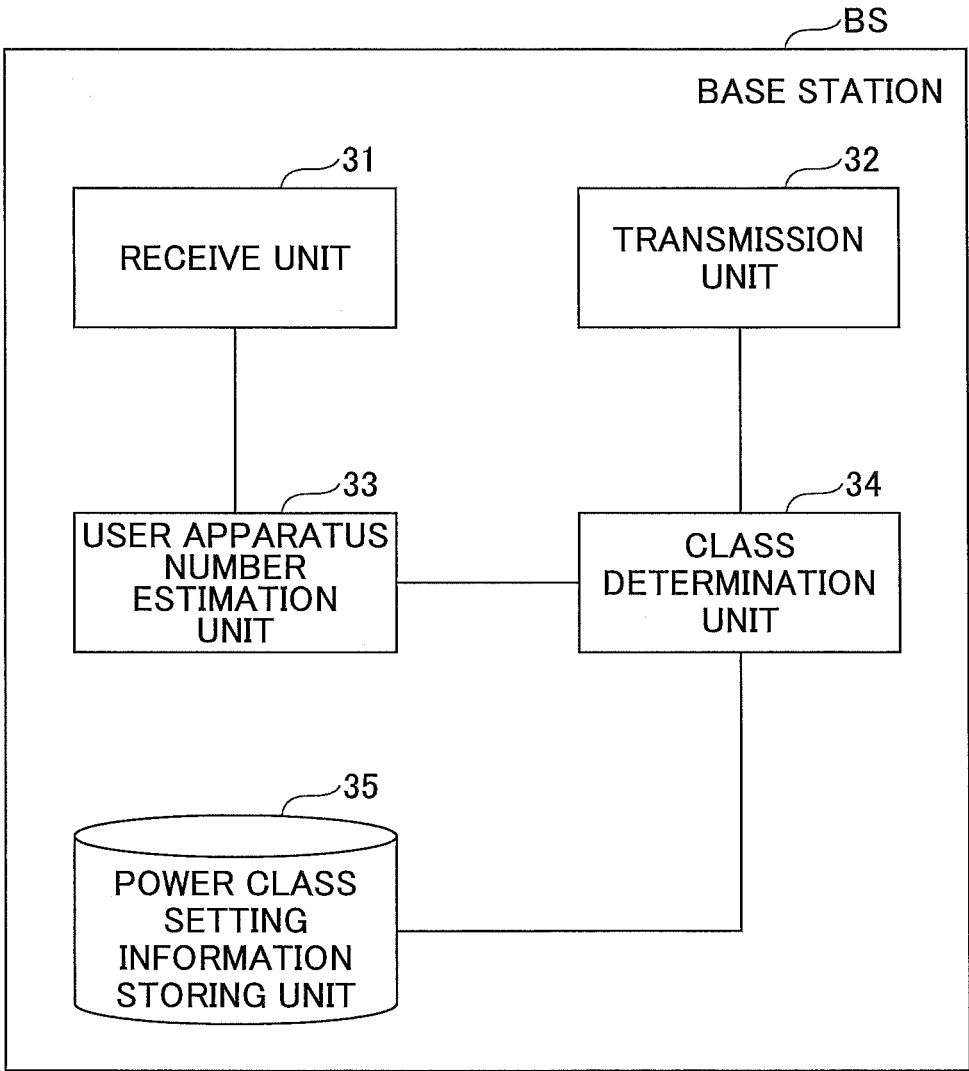 BS
BASE STATION
31
RECEIVE UNIT
32
TRANSMISSION
UNIT
33
USER APPARATUS
NUMBER
ESTIMATION
UNIT
34
CLASS
DETERMINATION
UNIT
35
POWER CLASS
SETTING
INFORMATION
STORING UNIT